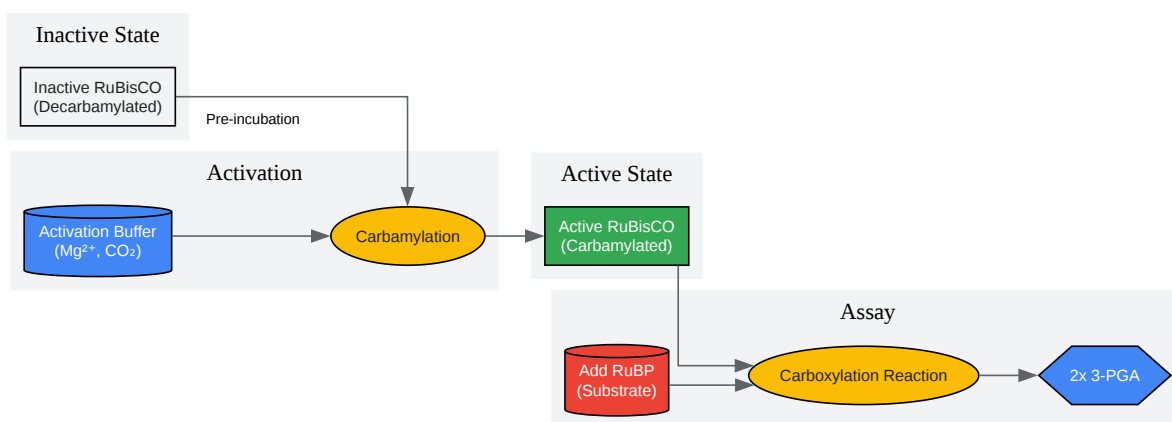 Inactive State
Inactive RuBisCO
(Decarbamylated)
Pre-incubation
Activation
Activation Buffer
(Mg²⁺, CO₂)
Carbamylation
Active State
Active RuBisCO
(Carbamylated)
Assay
Add RuBP
(Substrate)
Carboxylation Reaction
2x 3-PGA